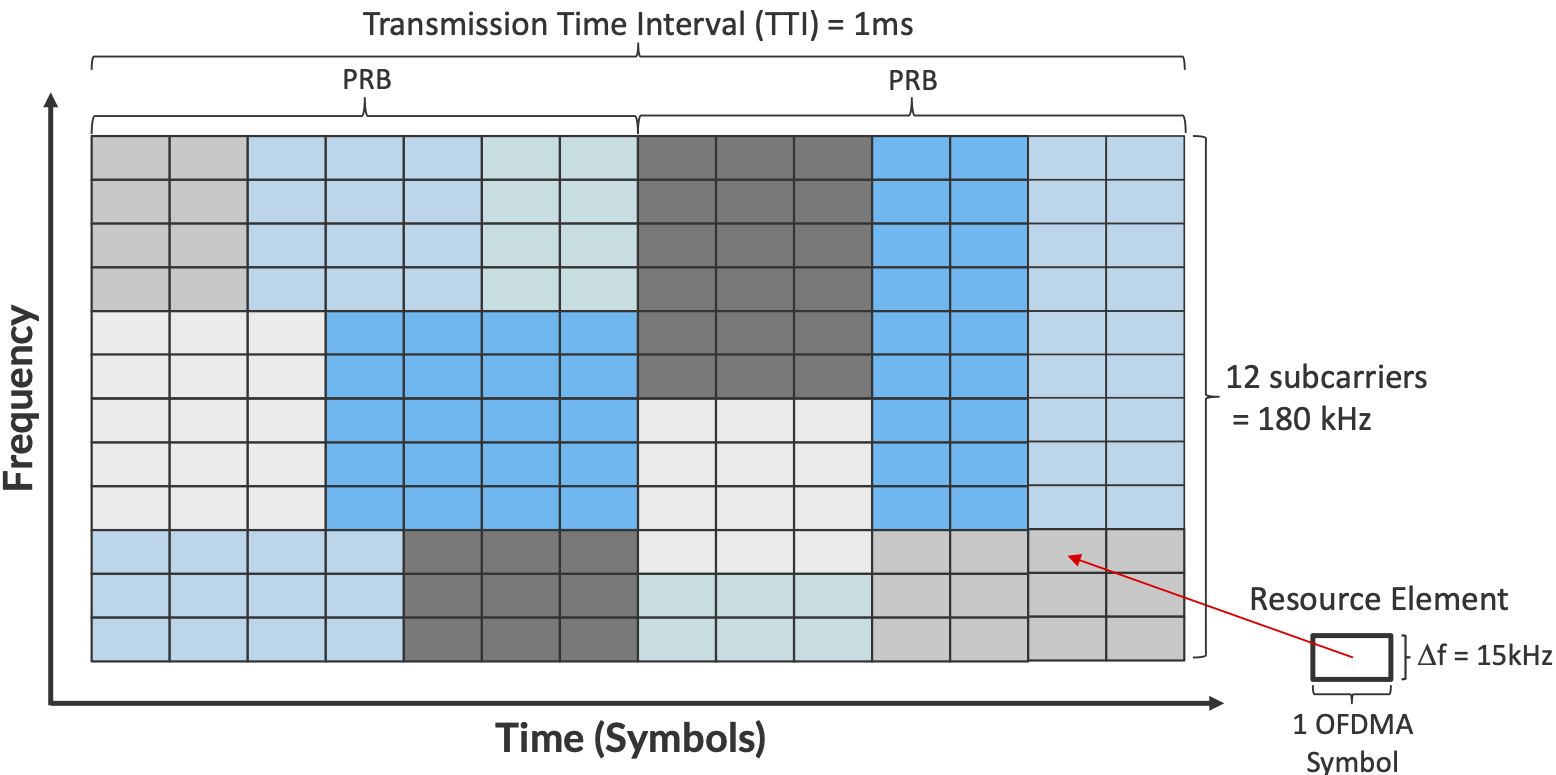 Transmission Time Interval (TTI) = 1ms
PRB
PRB
Frequency
12 subcarriers
= 180 kHz
Resource Element
Δf = 15kHz
1 OFDMA
Symbol
Time (Symbols)